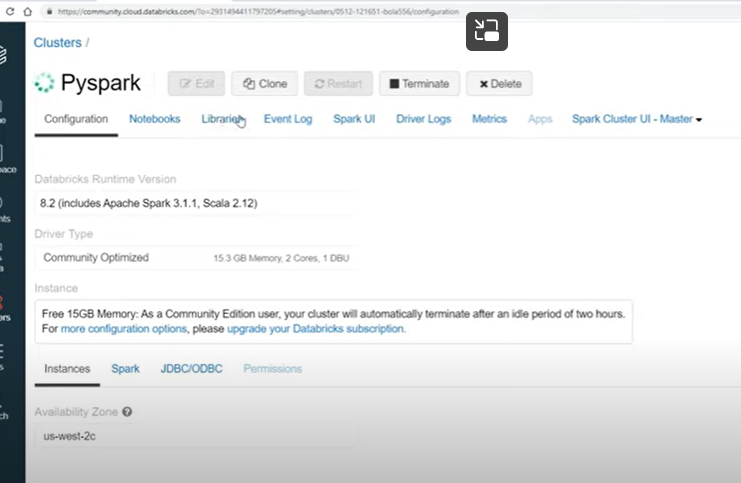 https://community.cloud.databricks.com/?o=2931494411797205#setting/clusters/0512-121651-bola556/configuration
Clusters /
Pyspark
Edit
Clone
Restart
Terminate
Delete
Configuration
Notebooks
Libraries
Event Log
Spark UI
Driver Logs
Metrics
Apps
Spark Cluster UI - Master
Databricks Runtime Version
8.2 (includes Apache Spark 3.1.1, Scala 2.12)
Driver Type
Community Optimized
15.3 GB Memory, 2 Cores, 1 DBU
Instance
Free 15GB Memory: As a Community Edition user, your cluster will automatically terminate after an idle period of two hours.
For more configuration options, please upgrade your Databricks subscription.
Instances
Spark
JDBC/ODBC
Permissions
Availability Zone
us-west-2c